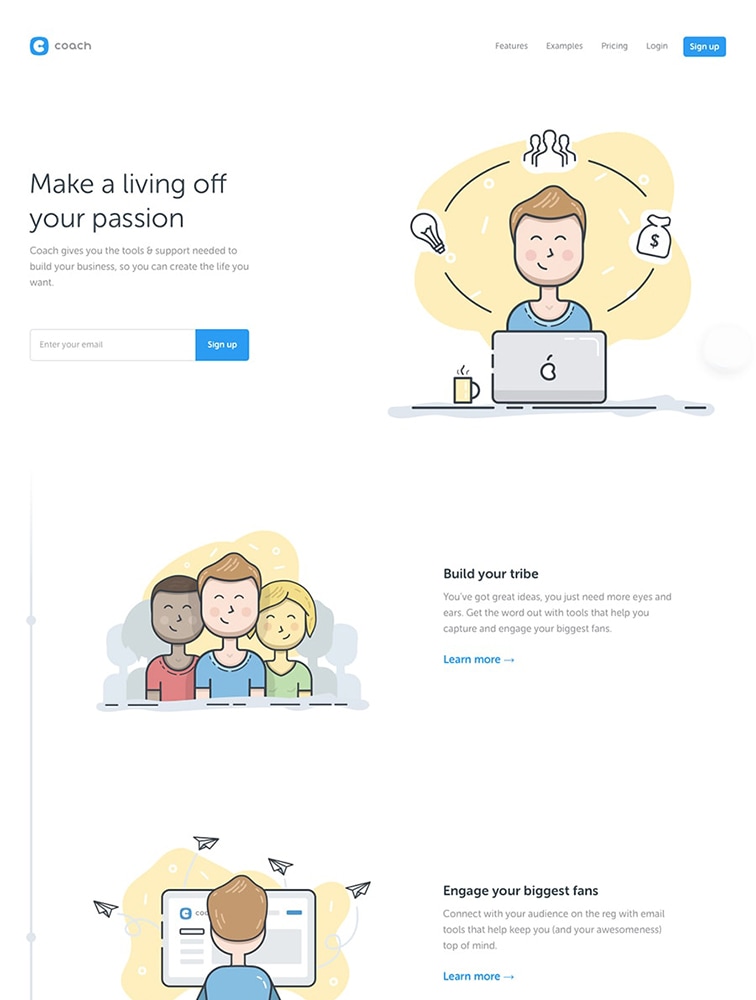 coach
Features
Examples
Pricing
Login
Sign up
Make a living off
your passion
Coach gives you the tools & support needed to
build your business, so you can create the life you
want.
Enter your email
Sign up
$
Build your tribe
You've got great ideas, you just need more eyes and
ears. Get the word out with tools that help you
capture and engage your biggest fans.
Learn more →
coc
Engage your biggest fans
Connect with your audience on the reg with email
tools that help keep you (and your awesomeness)
top of mind.
Learn more →